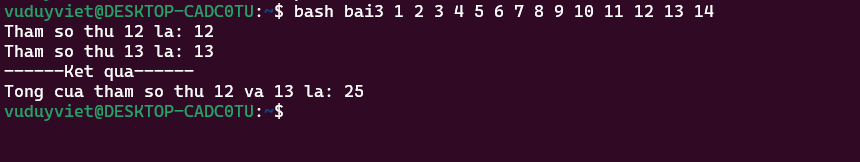 vuduyviet@DESKTOP-CADC0TU:~$ bash bai3 1 2 3 4 5 6 7 8 9 10 11 12 13 14
Tham so thu 12 la: 12
Tham so thu 13 la: 13
------Ket qua------
Tong cua tham so thu 12 va 13 la: 25
vuduyviet@DESKTOP-CADC0TU:~$